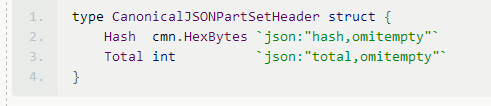 1. type CanonicalJSONPartSetHeader struct {
2.     Hash  cmn.HexBytes `json:"hash,omitempty"`
3.     Total int          `json:"total,omitempty"`
4. }